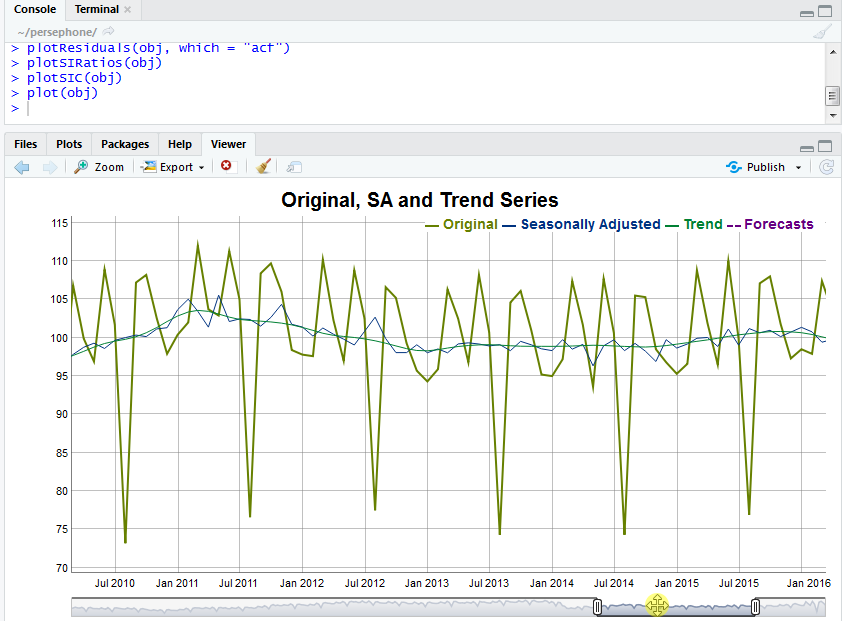 Console Terminal
~/persephone/
> plotResiduals(obj, which = "acf")
> plotSIRatios(obj)
> plotSIC(obj)
> plot(obj)
>
Files Plots Packages Help Viewer
Zoom Export Publish
Original, SA and Trend Series
Original Seasonally Adjusted Trend Forecasts
115
110
105
100
95
90
85
80
75
70
Jul 2010 Jan 2011 Jul 2011 Jan 2012 Jul 2012 Jan 2013 Jul 2013 Jan 2014 Jul 2014 Jan 2015 Jul 2015 Jan 2016